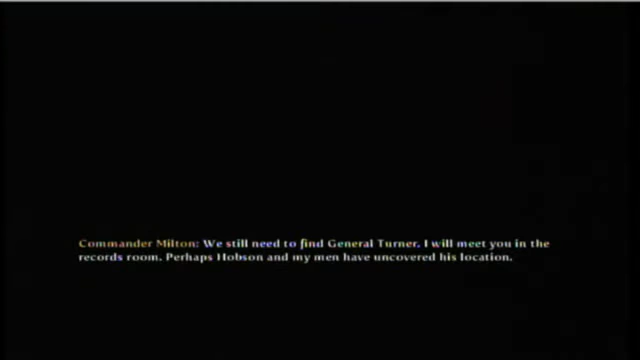 Commander Milton: We still need to find General Turner. I will meet you in the
records room. Perhaps Hobson and my men have uncovered his location.